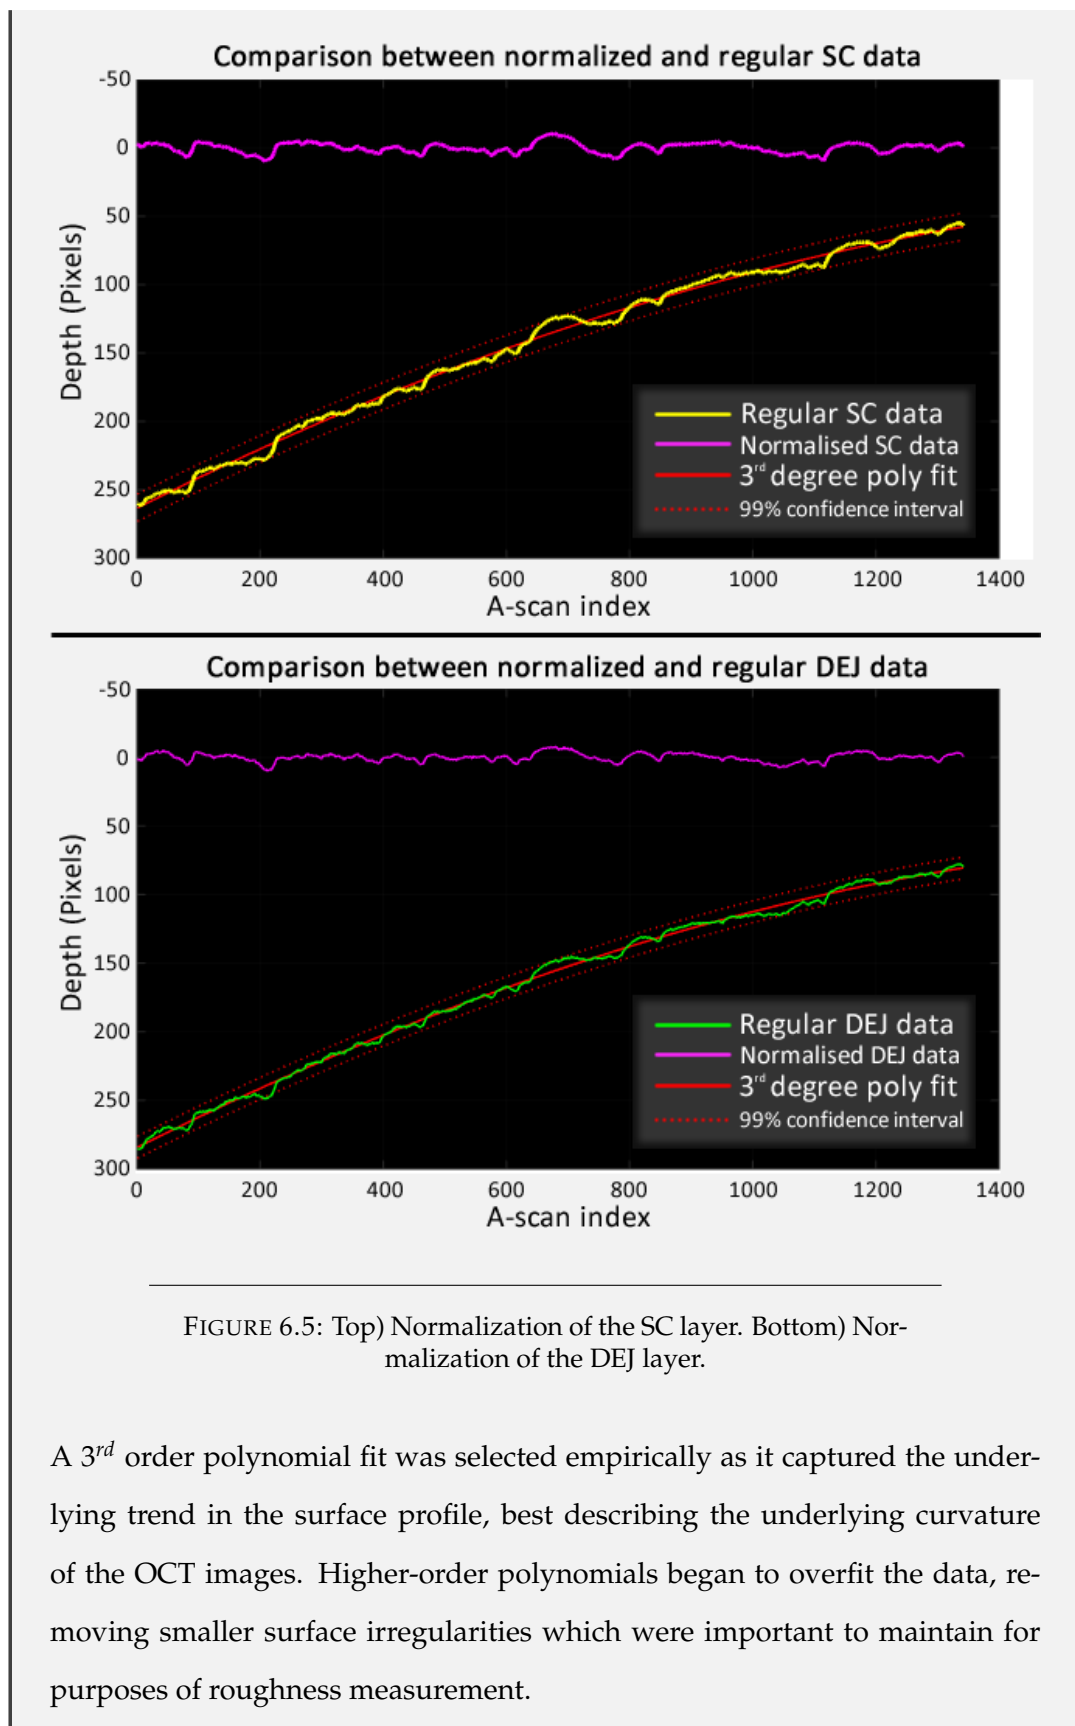 Comparison between normalized and regular SC data
-50
0
50
100
150
200
250
300
Depth (Pixels)
Regular SC data
Normalised SC data
3rd degree poly fit
99% confidence interval
0 200 400 600 800 1000 1200 1400
A-scan index
Comparison between normalized and regular DEJ data
-50
0
50
100
150
200
250
300
Depth (Pixels)
Regular DEJ data
Normalised DEJ data
3rd degree poly fit
99% confidence interval
0 200 400 600 800 1000 1200 1400
A-scan index
FIGURE 6.5: Top) Normalization of the SC layer. Bottom) Nor-
malization of the DEJ layer.
A 3rd order polynomial fit was selected empirically as it captured the under-
lying trend in the surface profile, best describing the underlying curvature
of the OCT images. Higher-order polynomials began to overfit the data, re-
moving smaller surface irregularities which were important to maintain for
purposes of roughness measurement.